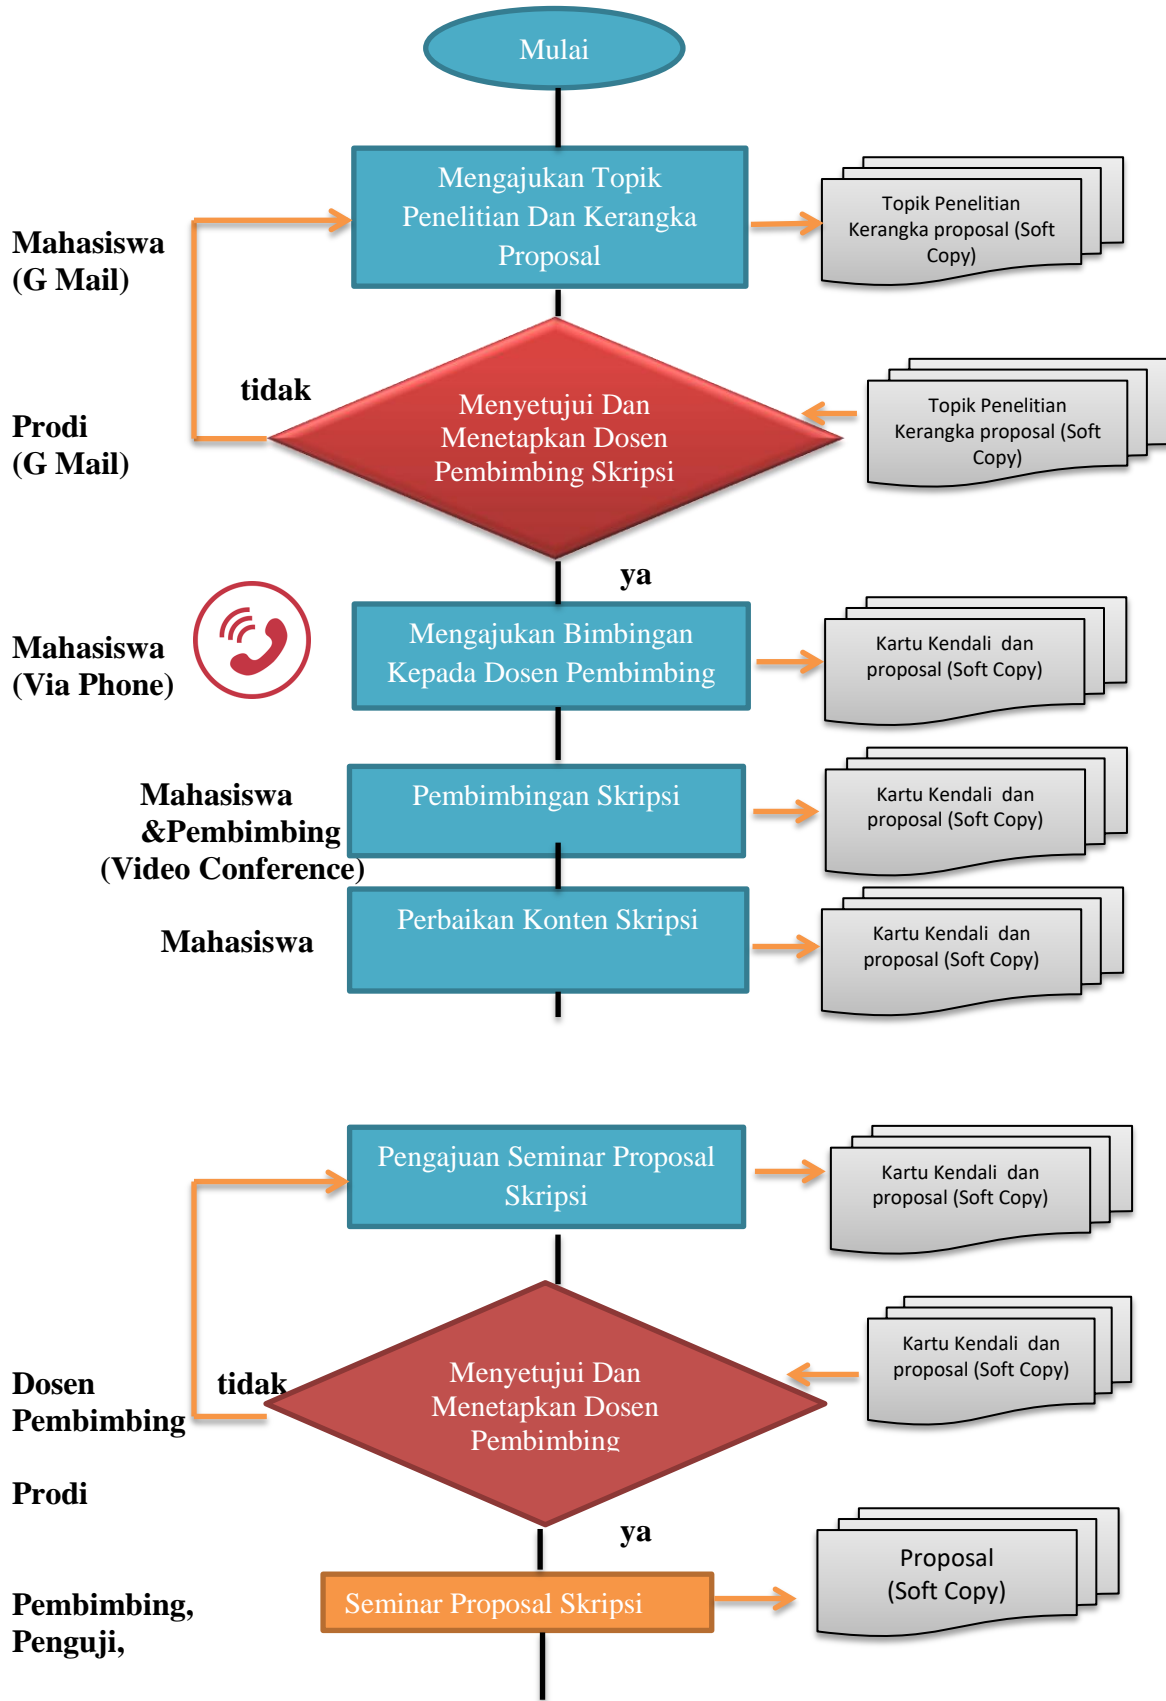 Mulai
Mengajukan Topik
Penelitian Dan Kerangka
Proposal
Topik Penelitian
Kerangka proposal (Soft
Copy)
Mahasiswa
(G Mail)
tidak
Menyetujui Dan
Menetapkan Dosen
Pembimbing Skripsi
Topik Penelitian
Kerangka proposal (Soft
Copy)
Prodi
(G Mail)
ya
Mahasiswa
(Via Phone)
Mengajukan Bimbingan
Kepada Dosen Pembimbing
Kartu Kendali dan
proposal (Soft Copy)
Mahasiswa
&Pembimbing
(Video Conference)
Pembimbingan Skripsi
Kartu Kendali dan
proposal (Soft Copy)
Mahasiswa
Perbaikan Konten Skripsi
Kartu Kendali dan
proposal (Soft Copy)
Pengajuan Seminar Proposal
Skripsi
Kartu Kendali dan
proposal (Soft Copy)
Dosen
Pembimbing
tidak
Menyetujui Dan
Menetapkan Dosen
Pembimbing
Kartu Kendali dan
proposal (Soft Copy)
Prodi
ya
Pembimbing,
Penguji,
Seminar Proposal Skripsi
Proposal
(Soft Copy)